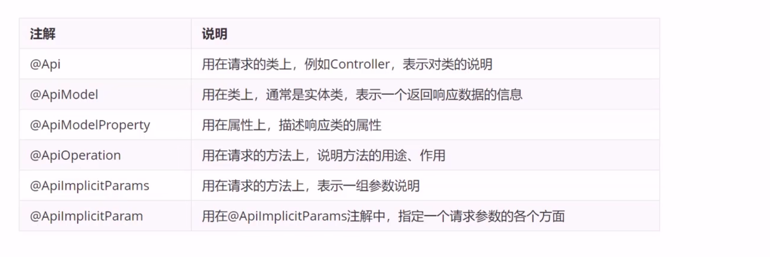 注解 说明
@Api 用在请求的类上，例如Controller，表示对类的说明
@ApiModel 用在类上，通常是实体类，表示一个返回响应数据的信息
@ApiModelProperty 用在属性上，描述响应类的属性
@ApiOperation 用在请求的方法上，说明方法的用途、作用
@ApiImplicitParams 用在请求的方法上，表示一组参数说明
@ApiImplicitParam 用在@ApiImplicitParams注解中，指定一个请求参数的各个方面